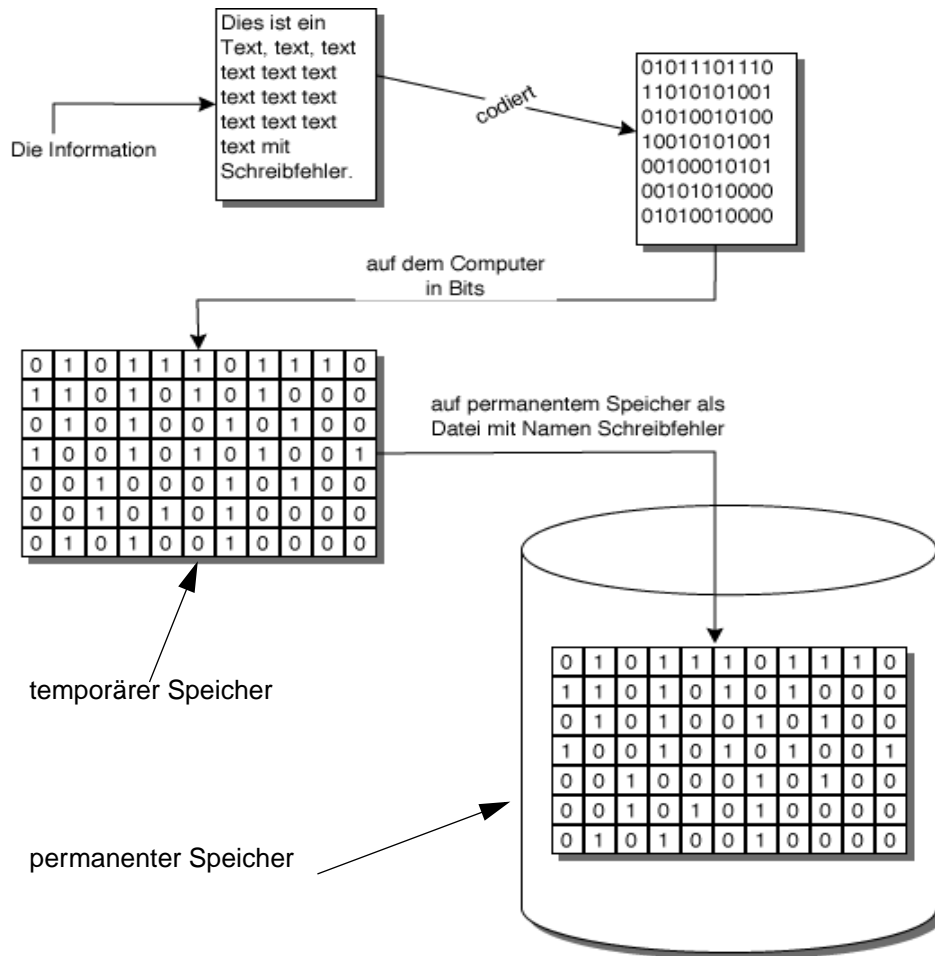 Dies ist ein
Text, text, text
text text text
text text text
text text text
text mit
Schreibfehler.
Die Information
codiert
01011101110
11010101001
01010010100
10010101001
00100010101
00101010000
01010010000
auf dem Computer
in Bits
0 1 0 1 1 1 0 1 1 1 0
1 1 0 1 0 1 0 1 0 0 0
0 1 0 1 0 0 1 0 1 0 0
1 0 0 1 0 1 0 1 0 0 1
0 0 1 0 0 0 1 0 1 0 0
0 0 1 0 1 0 1 0 0 0 0
0 1 0 1 0 0 1 0 0 0 0
auf permanentem Speicher als
Datei mit Namen Schreibfehler
temporärer Speicher
0 1 0 1 1 1 0 1 1 1 0
1 1 0 1 0 1 0 1 0 0 0
0 1 0 1 0 0 1 0 1 0 0
1 0 0 1 0 1 0 1 0 0 1
0 0 1 0 0 0 1 0 1 0 0
0 0 1 0 1 0 1 0 0 0 0
0 1 0 1 0 0 1 0 0 0 0
permanenter Speicher